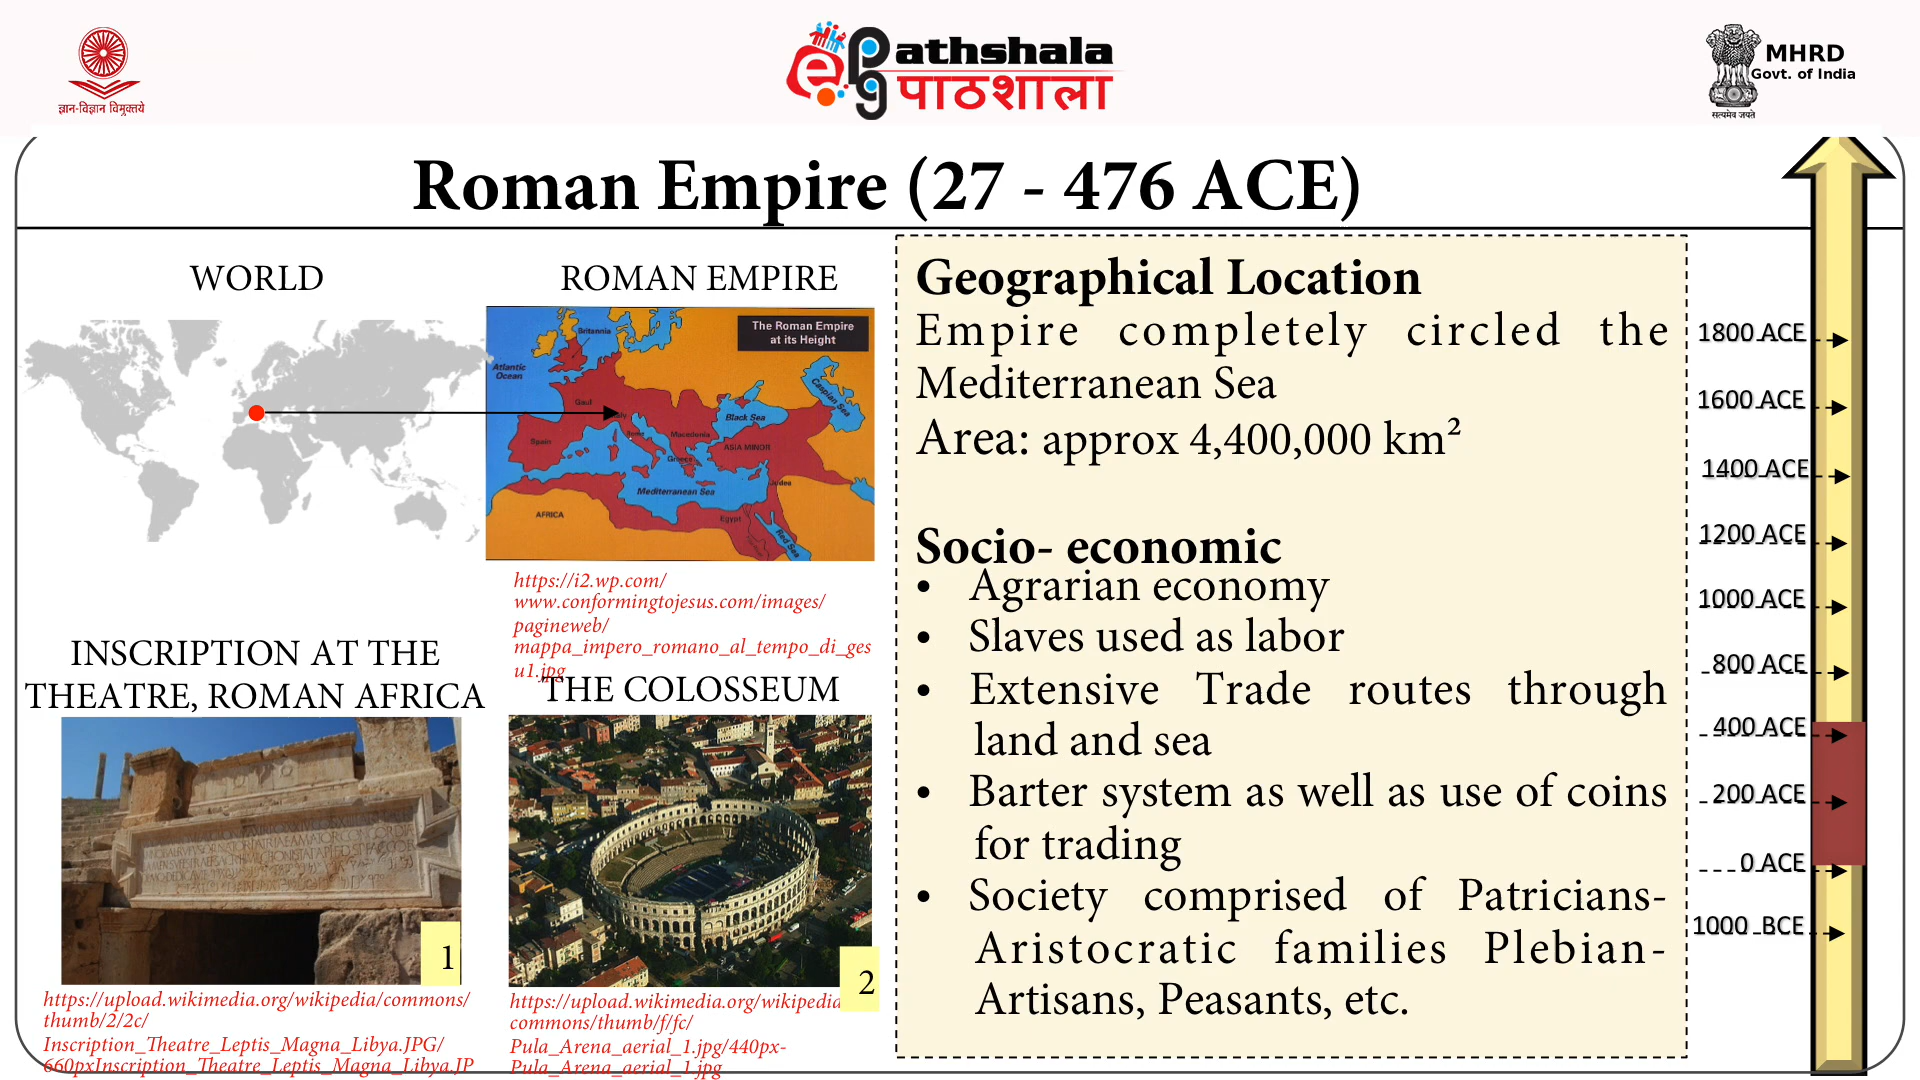 ज्ञान-विज्ञान विमुक्तये
e pg Pathshala
पाठशाला
MHRD
Govt. of India
सत्यमेव जयते
Roman Empire (27 - 476 ACE)
WORLD
ROMAN EMPIRE
The Roman Empire
at its Height
Britannia
Atlantic
Ocean
Gaul
Caspian Sea
Black Sea
Spain
Rome
Macedonia
ASIA MINOR
Greece
Mediterranean Sea
Judea
AFRICA
Egypt
Red Sea
https://i2.wp.com/
www.conformingtojesus.com/images/
pagineweb/
mappa_impero_romano_al_tempo_di_ges
u1.jpg
INSCRIPTION AT THE
THEATRE, ROMAN AFRICA
1
https://upload.wikimedia.org/wikipedia/commons/
thumb/2/2c/
Inscription_Theatre_Leptis_Magna_Libya.JPG/
660pxInscription_Theatre_Leptis_Magna_Libya.JP
THE COLOSSEUM
2
https://upload.wikimedia.org/wikipedia
commons/thumb/f/fc/
Pula_Arena_aerial_1.jpg/440px-
Pula_Arena_aerial_1.jpg
Geographical Location
Empire completely circled the
Mediterranean Sea
Area: approx 4,400,000 km²
Socio- economic
• Agrarian economy
• Slaves used as labor
• Extensive Trade routes through
land and sea
• Barter system as well as use of coins
for trading
• Society comprised of Patricians-
Aristocratic families Plebian-
Artisans, Peasants, etc.
1800 ACE
1600 ACE
1400 ACE
1200 ACE
1000 ACE
800 ACE
400 ACE
200 ACE
0 ACE
1000 BCE